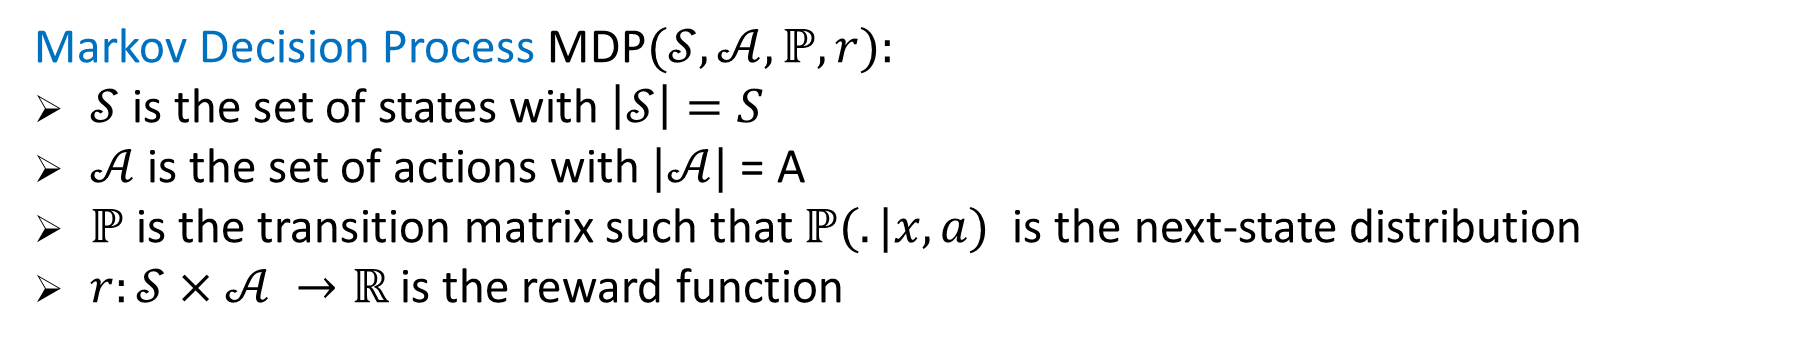 Markov Decision Process MDP(𝒮, 𝒜, ℙ, 𝑟):
➢ 𝒮 is the set of states with |𝒮| = 𝑆
➢ 𝒜 is the set of actions with |𝒜| = A
➢ ℙ is the transition matrix such that ℙ(. |𝑥, 𝑎) is the next-state distribution
➢ 𝑟: 𝒮 × 𝒜 → ℝ is the reward function